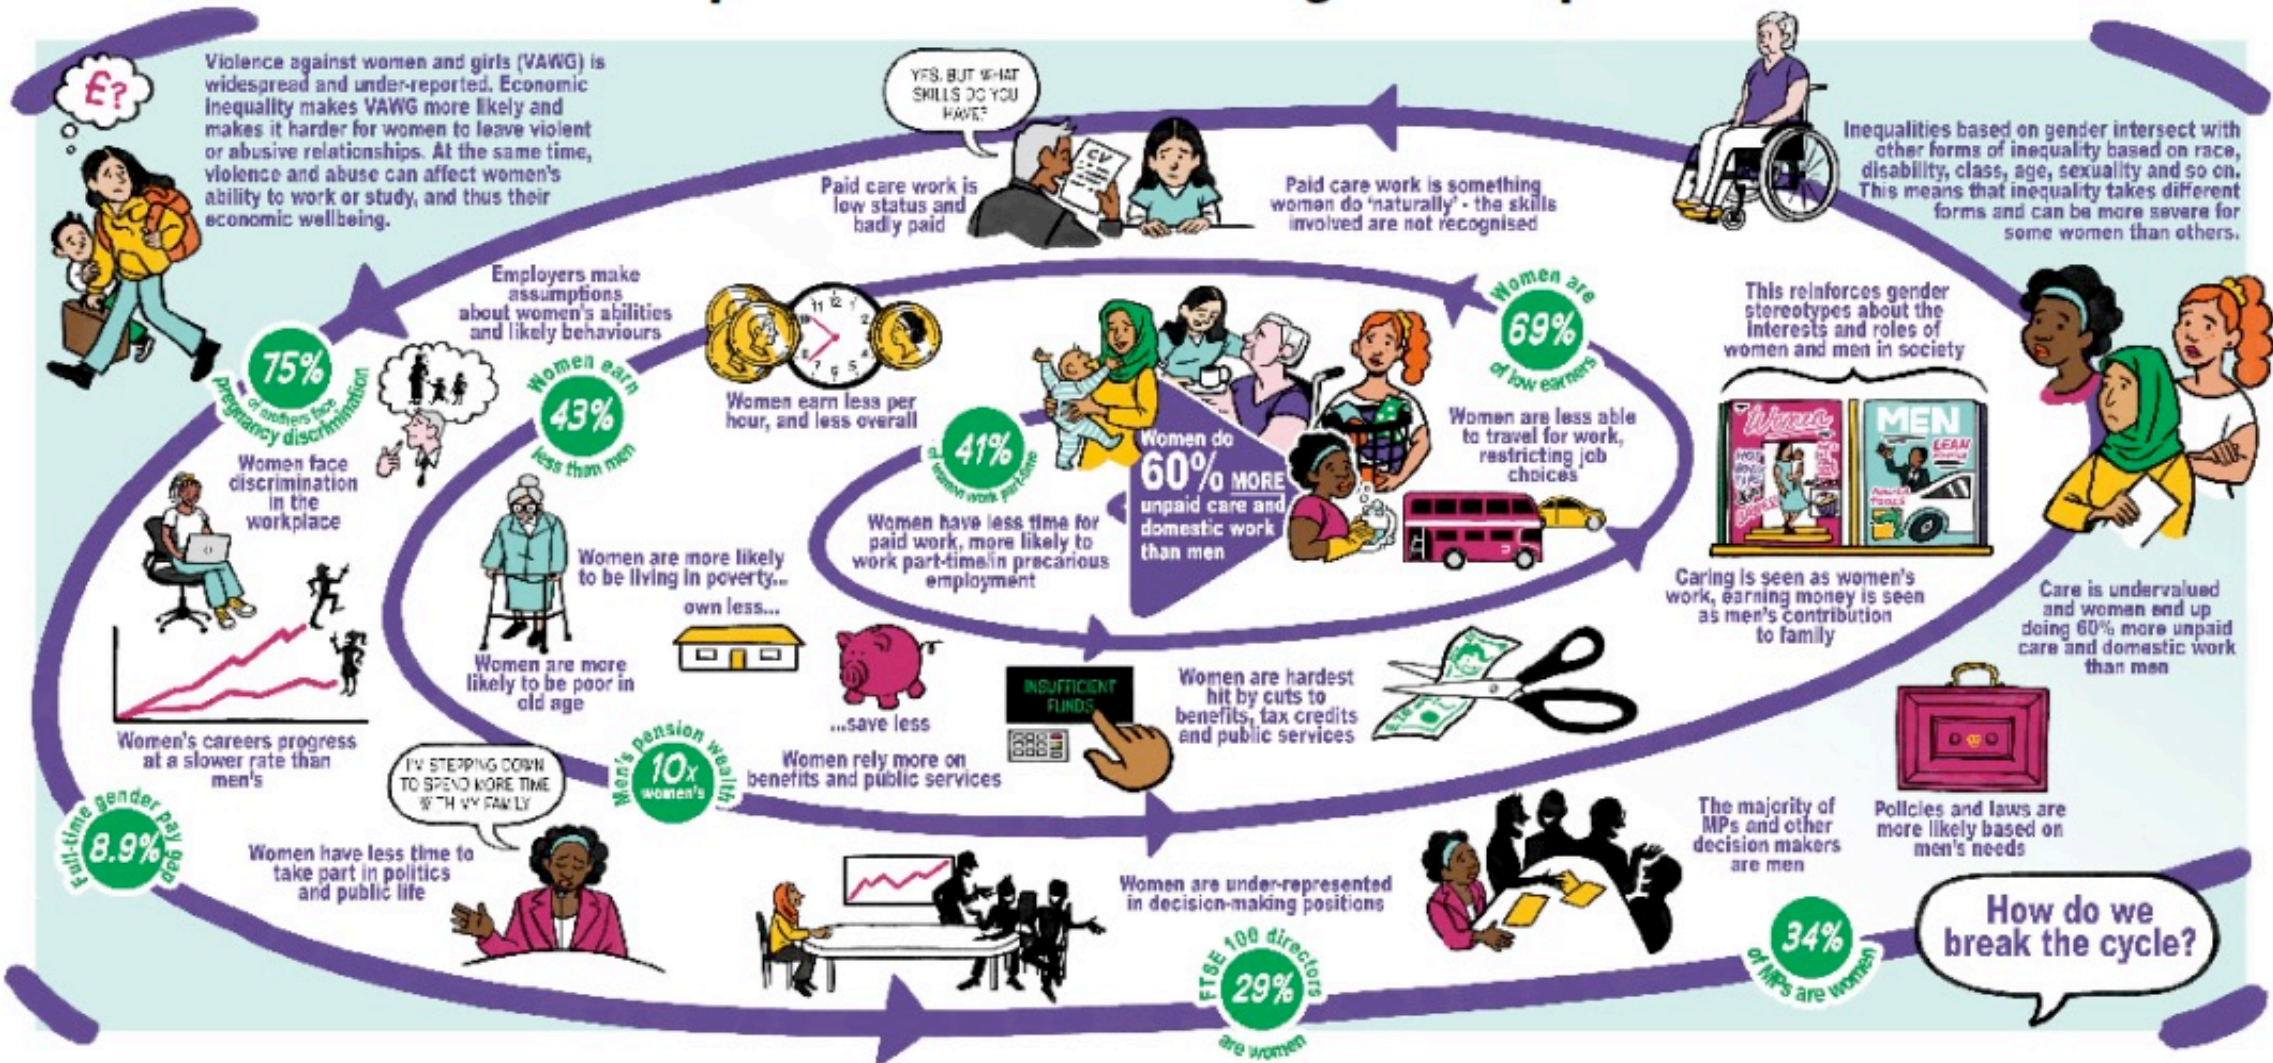 £?
Violence against women and girls (VAWG) is
widespread and under-reported. Economic
inequality makes VAWG more likely and
makes it harder for women to leave violent
or abusive relationships. At the same time,
violence and abuse can affect women's
ability to work or study, and thus their
economic wellbeing.
YES, BUT WHAT
SKILLS DO YOU
HAVE?
CV
Paid care work is
low status and
badly paid
Paid care work is something
women do 'naturally' - the skills
involved are not recognised
Inequalities based on gender intersect with
other forms of inequality based on race,
disability, class, age, sexuality and so on.
This means that inequality takes different
forms and can be more severe for
some women than others.
Employers make
assumptions
about women's abilities
and likely behaviours
75%
of mothers face
pregnancy discrimination
Women earn
43%
less than men
11 12 1
2
4
5
6
7
8
10
Women earn less per
hour, and less overall
41%
of women work part-time
Women do
60% MORE
unpaid care and
domestic work
than men
Women are
69%
of low earners
Women are less able
to travel for work,
restricting job
choices
This reinforces gender
stereotypes about the
interests and roles of
women and men in society
Women
MEN
LEAN
Women face
discrimination
in the
workplace
Women have less time for
paid work, more likely to
work part-time/in precarious
employment
Women are more likely
to be living in poverty...
own less...
...save less
Women are more
likely to be poor in
old age
INSUFFICIENT
FUNDS
Women are hardest
hit by cuts to
benefits, tax credits
and public services
Women rely more on
benefits and public services
Caring is seen as women's
work, earning money is seen
as men's contribution
to family
Care is undervalued
and women end up
doing 60% more unpaid
care and domestic work
than men
Women's careers progress
at a slower rate than
men's
I'M STEPPING DOWN
TO SPEND MORE TIME
WITH MY FAMILY
Men's pension wealth
10x
women's
Full-time gender pay gap
8.9%
Women have less time to
take part in politics
and public life
Women are under-represented
in decision-making positions
FTSE 100 directors
29%
are women
The majority of
MPs and other
decision makers
are men
Policies and laws are
more likely based on
men's needs
34%
of MPs are women
How do we
break the cycle?